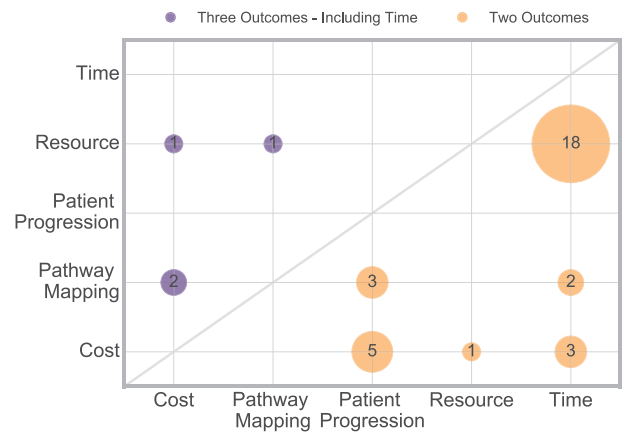 Three Outcomes - Including Time
Two Outcomes
Time
Resource
1
1
18
Patient
Progression
Pathway
Mapping
2
3
2
Cost
5
1
3
Cost
Pathway
Mapping
Patient
Progression
Resource
Time